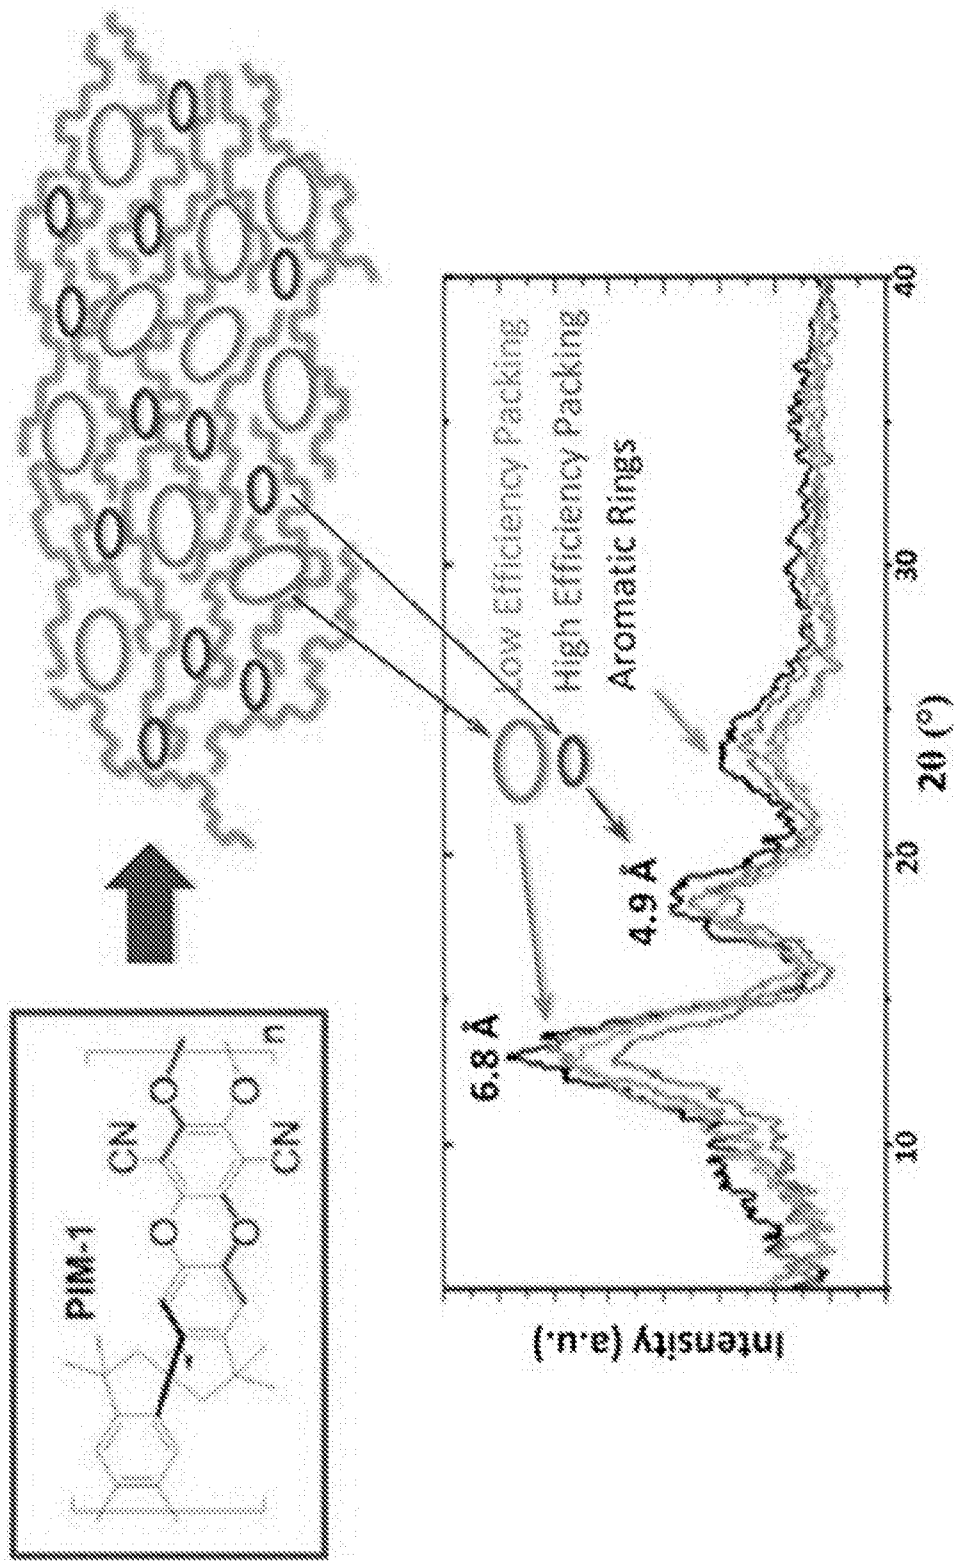 PIM-1
CN
O
O
O
O
CN
n
Intensity (a.u.)
6.8 Å
4.9 Å
Low Efficiency Packing
High Efficiency Packing
Aromatic Rings
10
20
30
40
2θ (°)